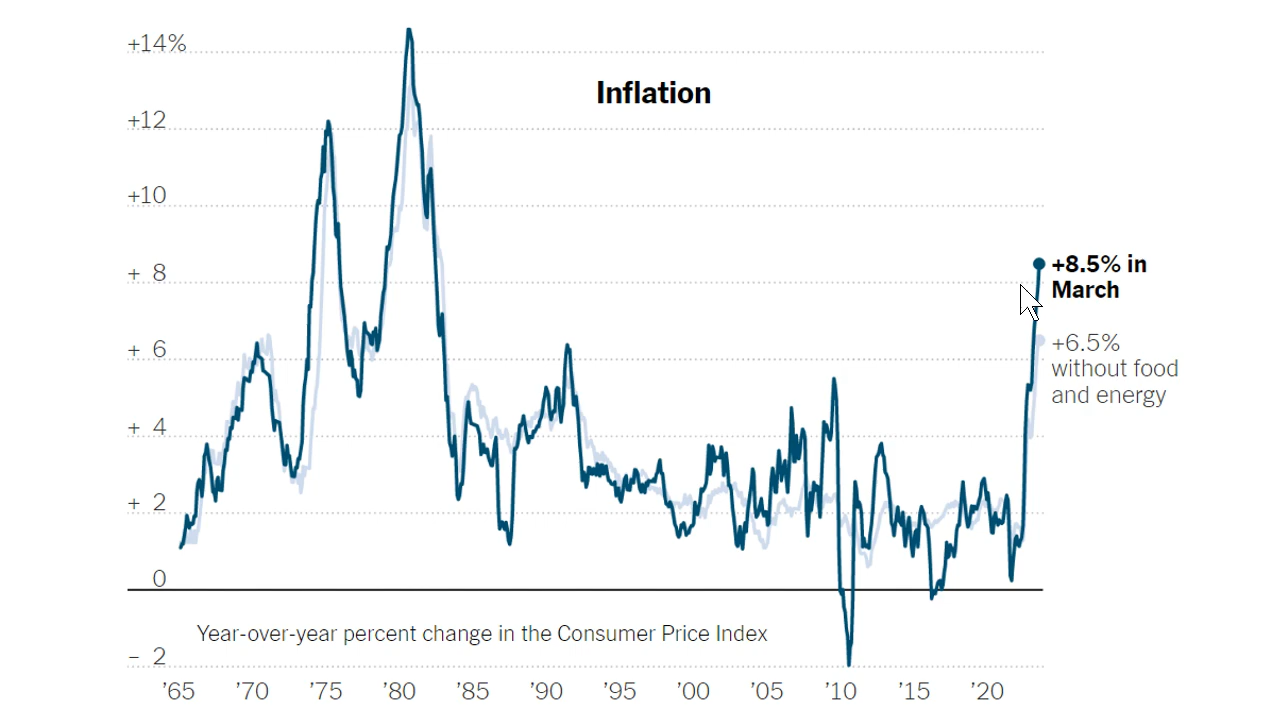 +14%
Inflation
+12
+10
+ 8
+8.5% in
March
+ 6
+6.5%
without food
and energy
+ 4
+ 2
0
Year-over-year percent change in the Consumer Price Index
– 2
’65 ’70 ’75 ’80 ’85 ’90 ’95 ’00 ’05 ’10 ’15 ’20